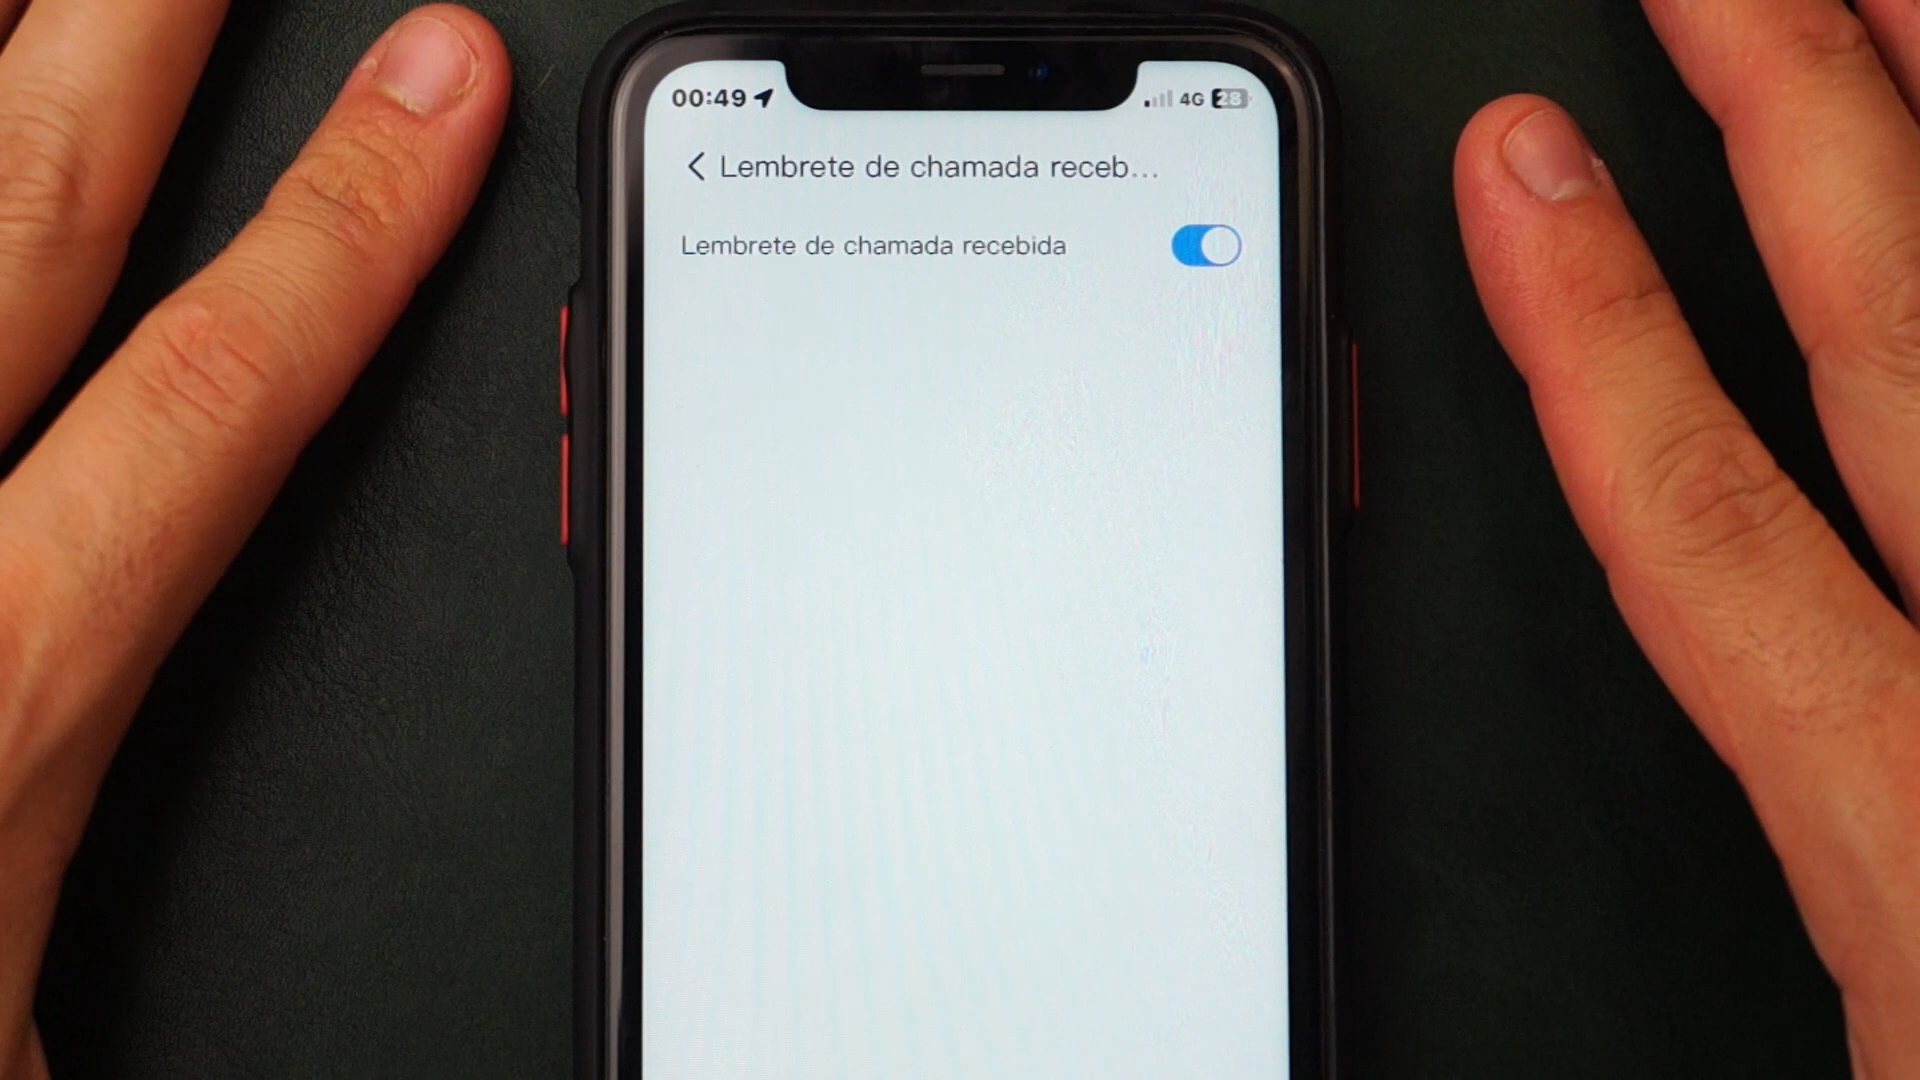 00:49 4G 28
Lembrete de chamada receb...
Lembrete de chamada recebida